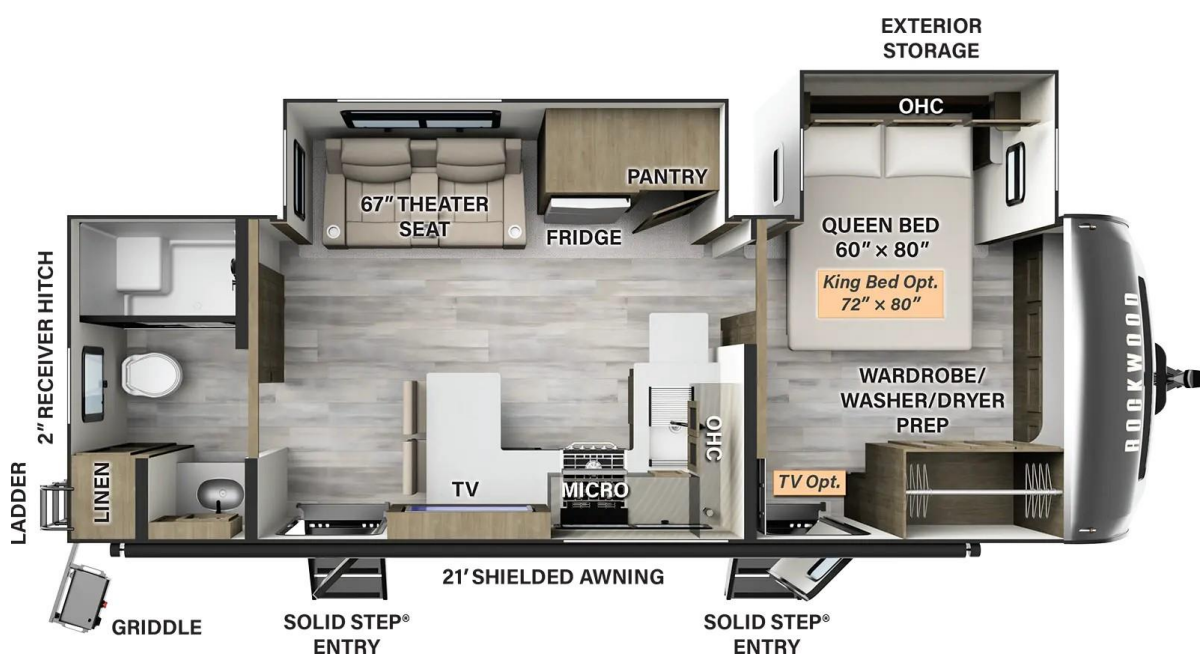 EXTERIOR
STORAGE
OHC
PANTRY
67" THEATER
SEAT
FRIDGE
QUEEN BED
60" × 80"
King Bed Opt.
72" × 80"
2" RECEIVER HITCH
ROCKWOOD
WARDROBE/
WASHER/DRYER
PREP
OHC
LADDER
LINEN
TV
MICRO
TV Opt.
21' SHIELDED AWNING
GRIDDLE
SOLID STEP®
ENTRY
SOLID STEP®
ENTRY